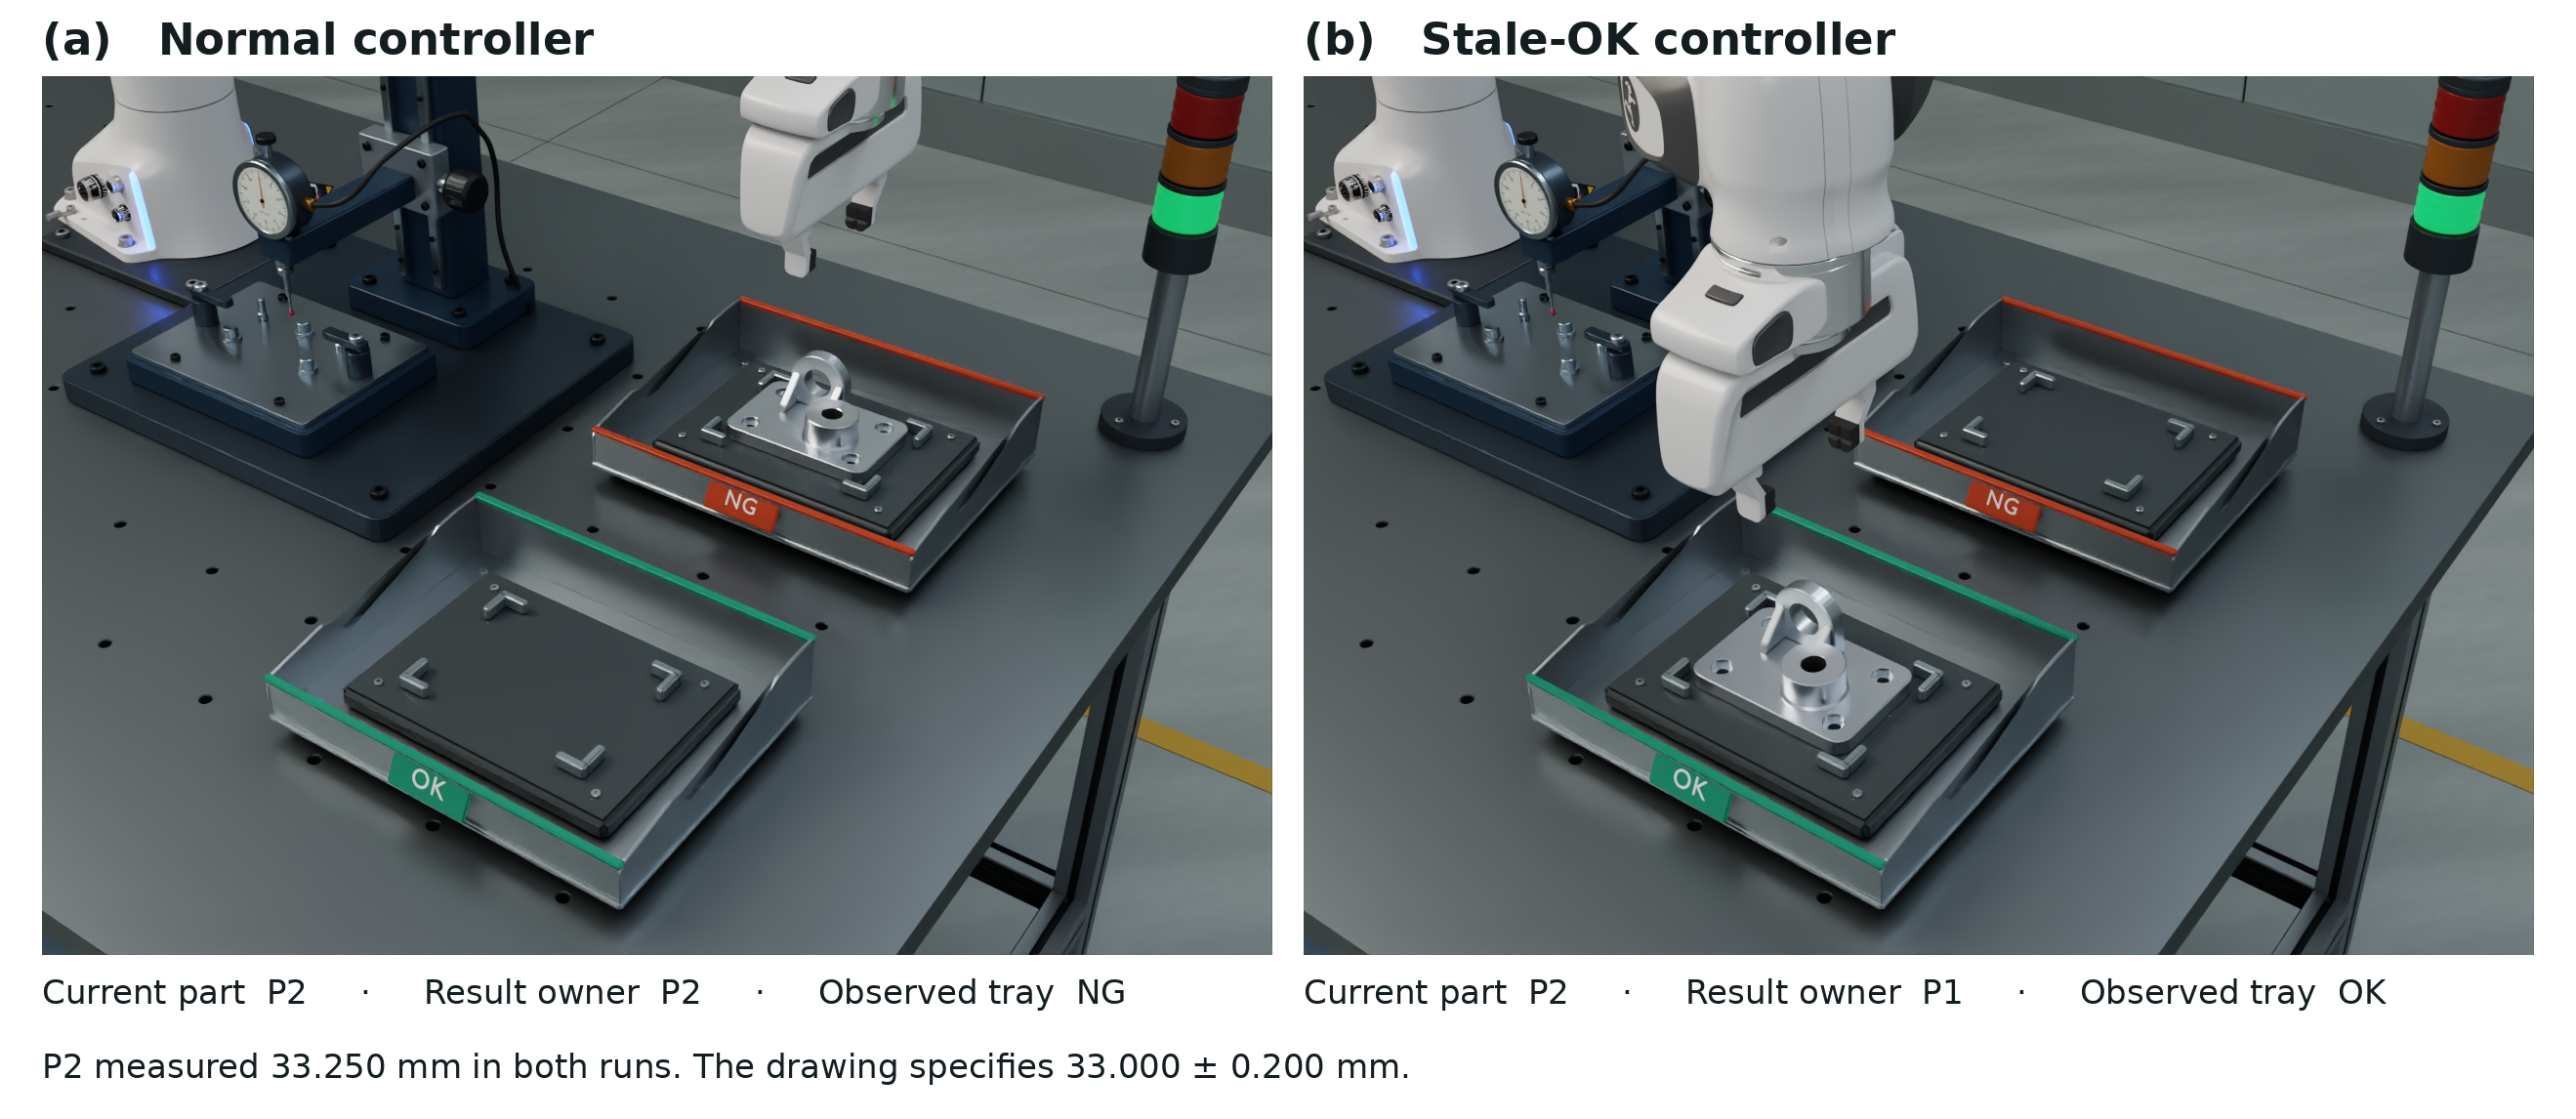 (a) Normal controller
(b) Stale-OK controller
NG
OK
NG
OK
Current part P2 · Result owner P2 · Observed tray NG
Current part P2 · Result owner P1 · Observed tray OK
P2 measured 33.250 mm in both runs. The drawing specifies 33.000 ± 0.200 mm.